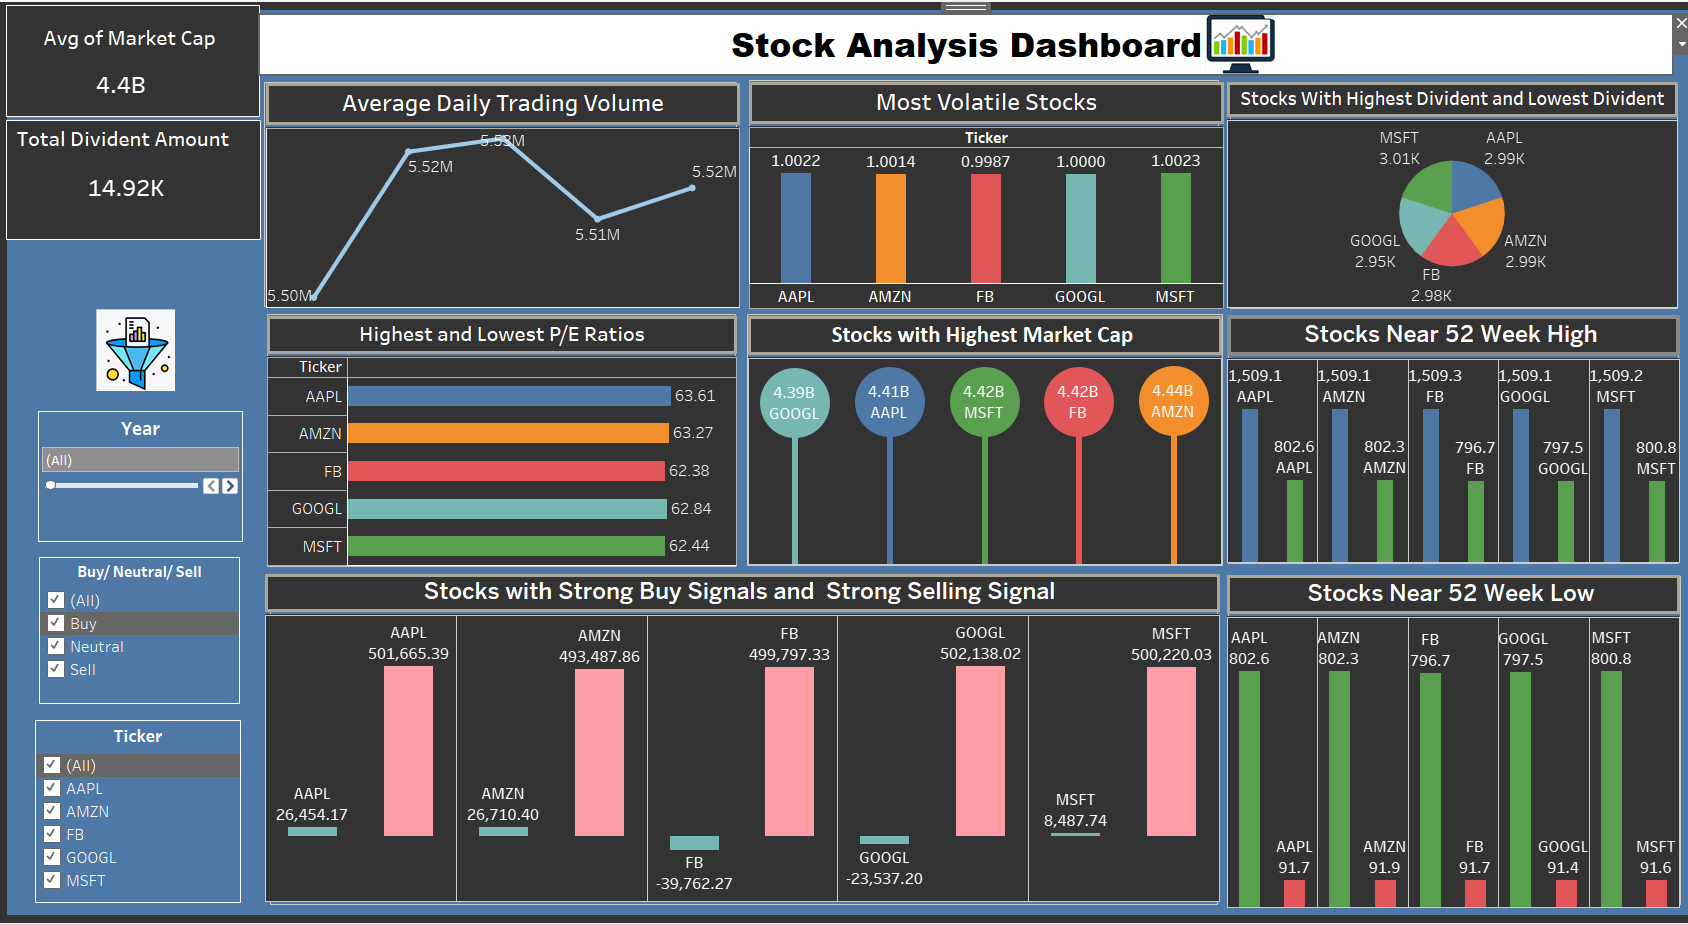 Avg of Market Cap
4.4B
Total Divident Amount
14.92K
Stock Analysis Dashboard
Year
(All)
Buy/ Neutral/ Sell
(All)
Buy
Neutral
Sell
Ticker
(All)
AAPL
AMZN
FB
GOOGL
MSFT
Average Daily Trading Volume
5.50M
5.52M
5.53M
5.51M
5.52M
Most Volatile Stocks
Ticker
1.0022 1.0014 0.9987 1.0000 1.0023
AAPL AMZN FB GOOGL MSFT
Stocks With Highest Divident and Lowest Divident
MSFT
3.01K
AAPL
2.99K
GOOGL
2.95K
AMZN
2.99K
FB
2.98K
Highest and Lowest P/E Ratios
Ticker
AAPL 63.61
AMZN 63.27
FB 62.38
GOOGL 62.84
MSFT 62.44
Stocks with Highest Market Cap
4.39B
GOOGL
4.41B
AAPL
4.42B
MSFT
4.42B
FB
4.44B
AMZN
Stocks Near 52 Week High
1,509.1
AAPL
802.6
AAPL
1,509.1
AMZN
802.3
AMZN
1,509.3
FB
796.7
FB
1,509.1
GOOGL
797.5
GOOGL
1,509.2
MSFT
800.8
MSFT
Stocks with Strong Buy Signals and  Strong Selling Signal
AAPL
26,454.17
AAPL
501,665.39
AMZN
26,710.40
AMZN
493,487.86
FB
-39,762.27
FB
499,797.33
GOOGL
-23,537.20
GOOGL
502,138.02
MSFT
8,487.74
MSFT
500,220.03
Stocks Near 52 Week Low
AAPL
802.6
AAPL
91.7
AMZN
802.3
AMZN
91.9
FB
796.7
FB
91.7
GOOGL
797.5
GOOGL
91.4
MSFT
800.8
MSFT
91.6